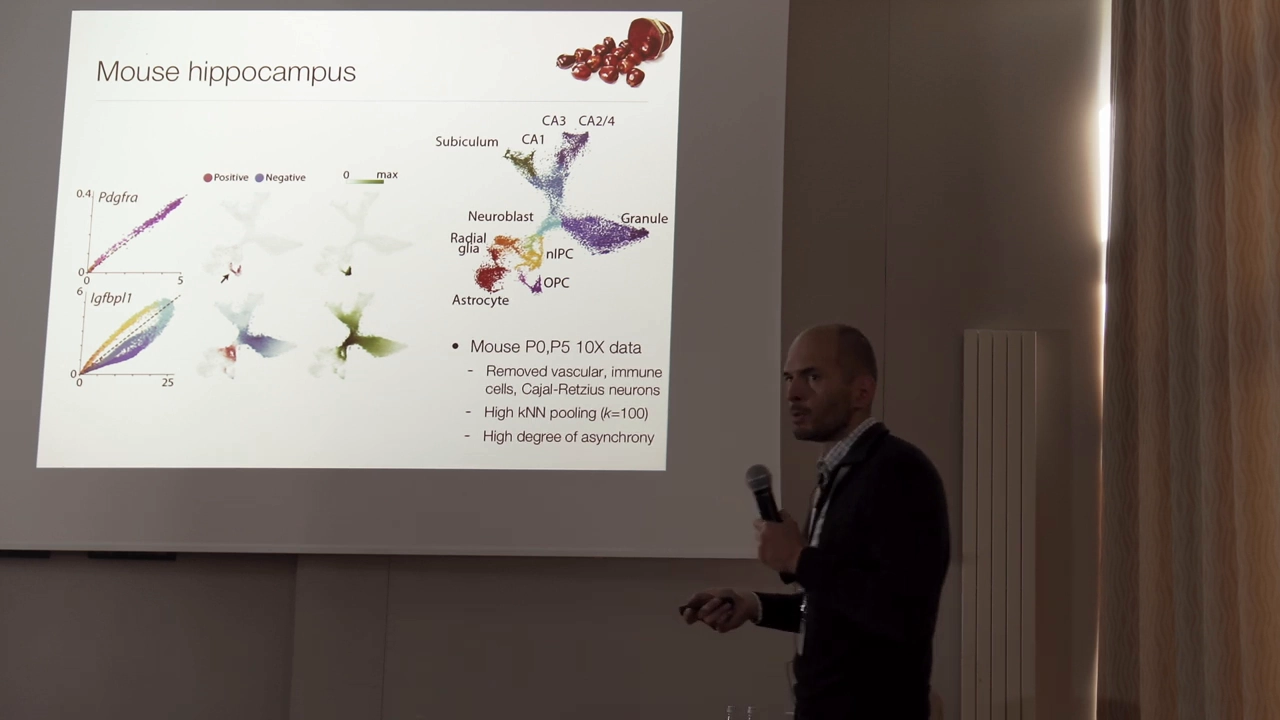 Mouse hippocampus
CA3 CA2/4
CA1
Subiculum
Positive Negative
0 max
0.4
Pdgfra
0
0 5
6
Igfbpl1
0
0 25
Neuroblast
Granule
Radial
glia
nIPC
OPC
Astrocyte
• Mouse P0,P5 10X data
- Removed vascular, immune
cells, Cajal-Retzius neurons
- High kNN pooling (k=100)
- High degree of asynchrony